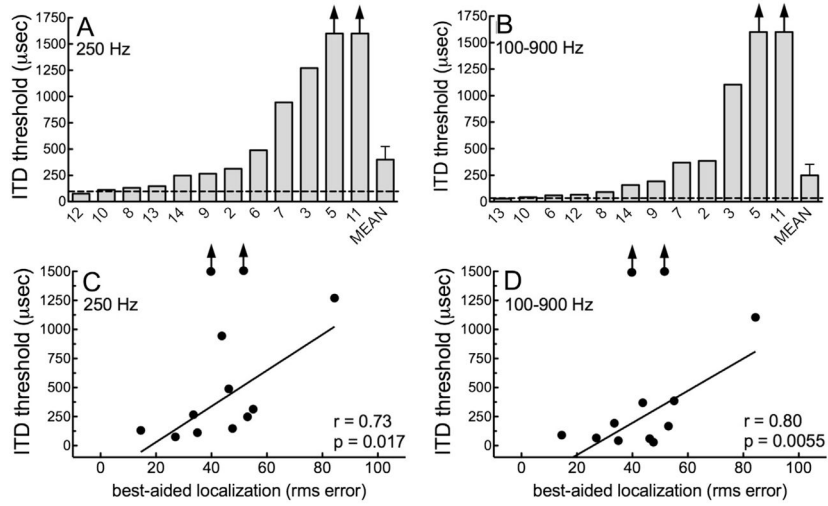 A
250 Hz
ITD threshold (μsec)
1750
1500
1250
1000
750
500
250
0
12 10 8 13 14 9 2 6 7 3 5 11 MEAN
B
100-900 Hz
ITD threshold (μsec)
1750
1500
1250
1000
750
500
250
0
13 10 6 12 8 14 9 7 2 3 5 11 MEAN
C
250 Hz
ITD threshold (μsec)
1500
1250
1000
750
500
250
0
r = 0.73
p = 0.017
0 20 40 60 80 100
best-aided localization (rms error)
D
100-900 Hz
ITD threshold (μsec)
1500
1250
1000
750
500
250
0
r = 0.80
p = 0.0055
0 20 40 60 80 100
best-aided localization (rms error)